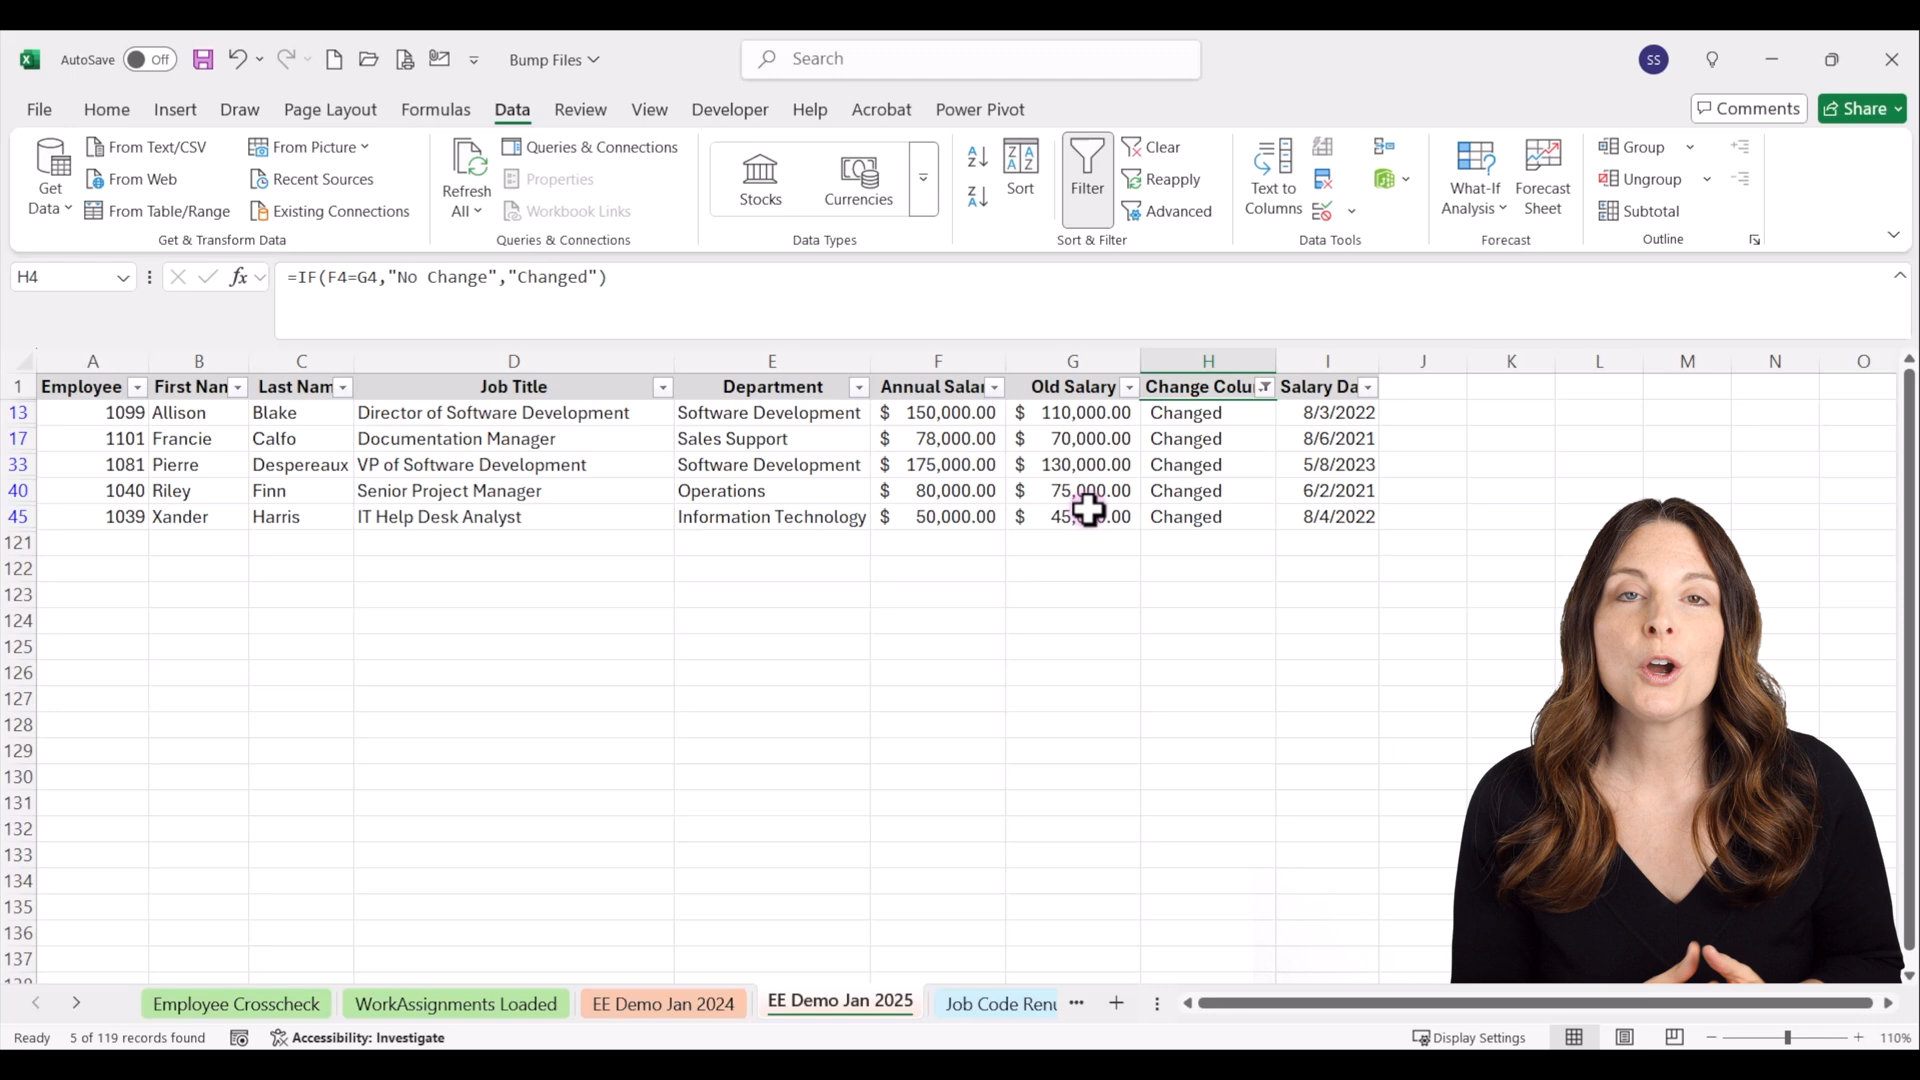 AutoSave Off Bump Files Search SS
File Home Insert Draw Page Layout Formulas Data Review View Developer Help Acrobat Power Pivot Comments Share
Get Data
From Text/CSV
From Web
From Table/Range
From Picture
Recent Sources
Existing Connections
Get & Transform Data
Refresh All
Queries & Connections
Properties
Workbook Links
Queries & Connections
Stocks
Currencies
Data Types
Sort
Filter
Clear
Reapply
Advanced
Sort & Filter
Text to Columns
Data Tools
What-If Analysis
Forecast Sheet
Forecast
Group
Ungroup
Subtotal
Outline
H4 fx =IF(F4=G4,"No Change","Changed")
A B C D E F G H I J K L M N O
1 Employee First Nan Last Nam Job Title Department Annual Salar Old Salary Change Colu Salary Da
13 1099 Allison Blake Director of Software Development Software Development $ 150,000.00 $ 110,000.00 Changed 8/3/2022
17 1101 Francie Calfo Documentation Manager Sales Support $ 78,000.00 $ 70,000.00 Changed 8/6/2021
33 1081 Pierre Despereaux VP of Software Development Software Development $ 175,000.00 $ 130,000.00 Changed 5/8/2023
40 1040 Riley Finn Senior Project Manager Operations $ 80,000.00 $ 75,000.00 Changed 6/2/2021
45 1039 Xander Harris IT Help Desk Analyst Information Technology $ 50,000.00 $ Changed 8/4/2022
121
122
123
124
125
126
127
128
129
130
131
132
133
134
135
136
137
Employee Crosscheck WorkAssignments Loaded EE Demo Jan 2024 EE Demo Jan 2025 Job Code Renu
Ready 5 of 119 records found Accessibility: Investigate Display Settings 110%